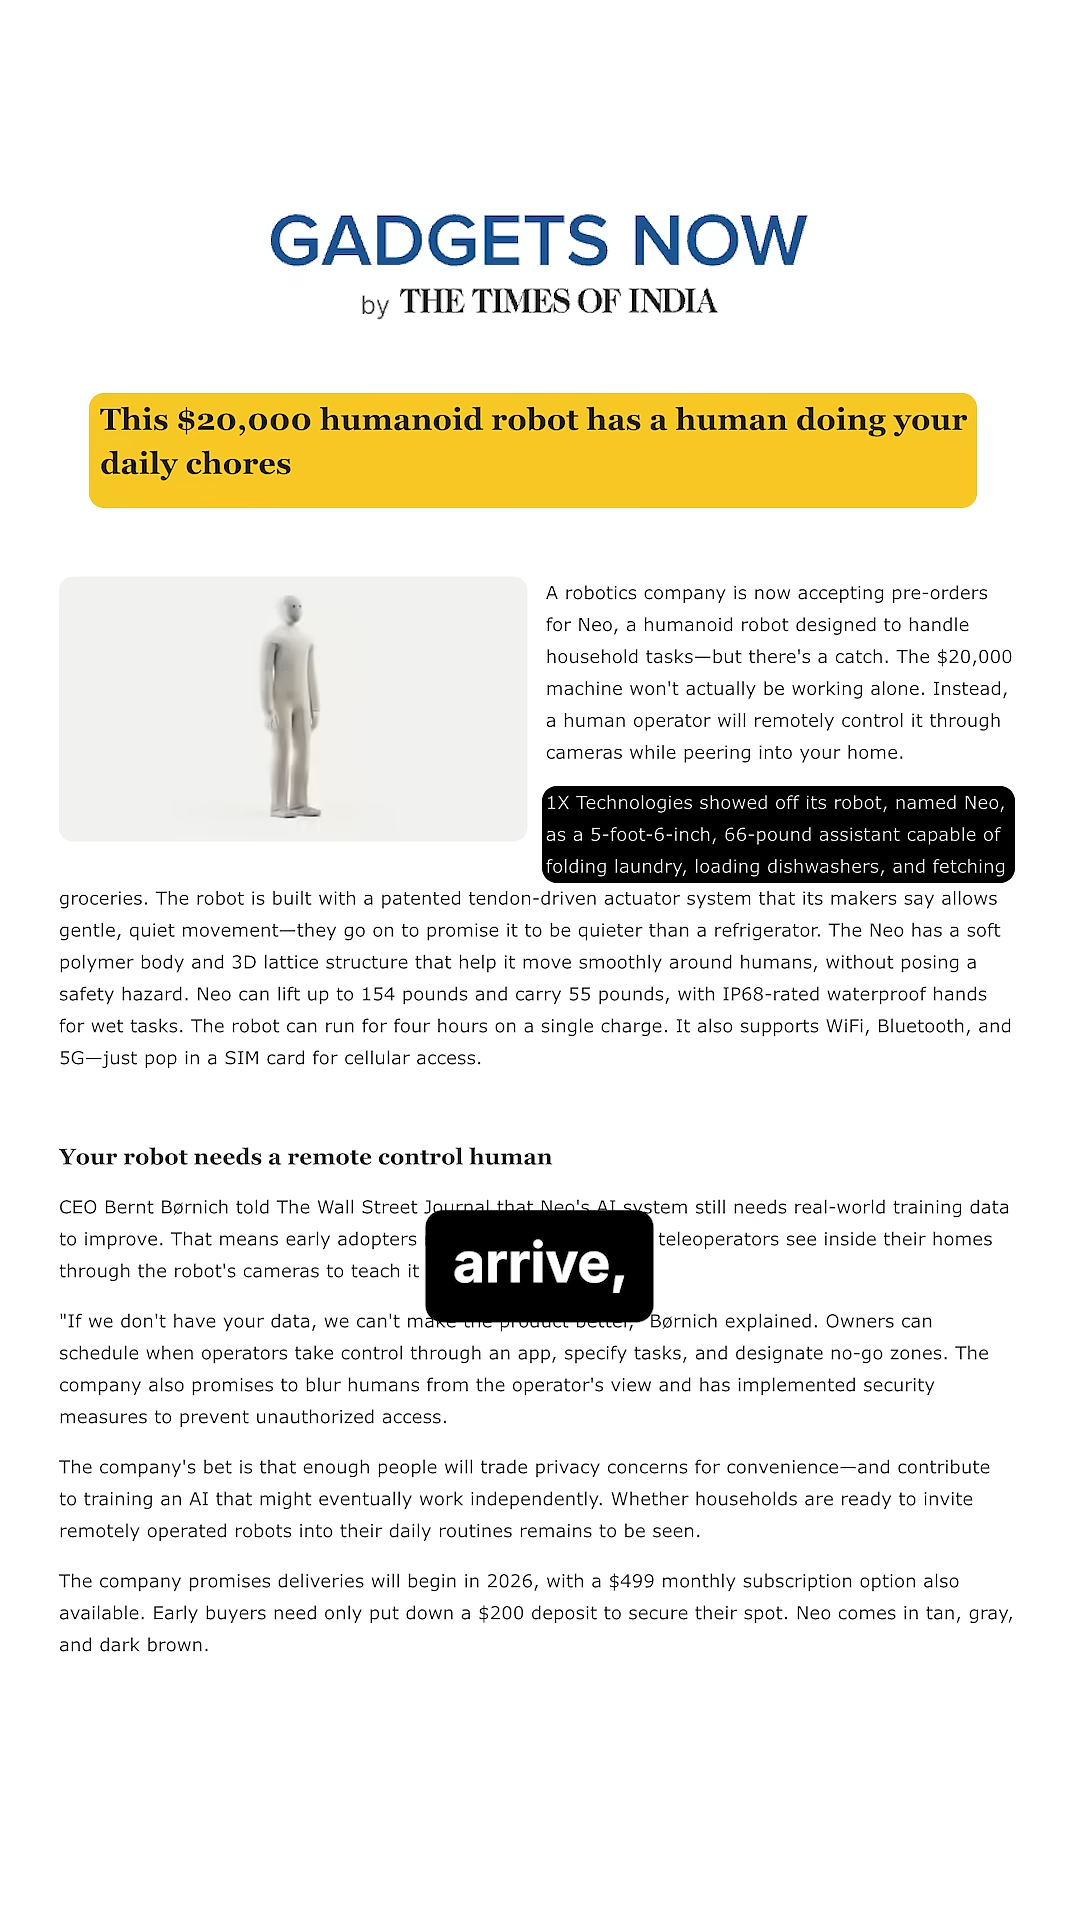 GADGETS NOW
by THE TIMES OF INDIA
This $20,000 humanoid robot has a human doing your
daily chores
A robotics company is now accepting pre-orders
for Neo, a humanoid robot designed to handle
household tasks—but there's a catch. The $20,000
machine won't actually be working alone. Instead,
a human operator will remotely control it through
cameras while peering into your home.
1X Technologies showed off its robot, named Neo,
as a 5-foot-6-inch, 66-pound assistant capable of
folding laundry, loading dishwashers, and fetching
groceries. The robot is built with a patented tendon-driven actuator system that its makers say allows
gentle, quiet movement—they go on to promise it to be quieter than a refrigerator. The Neo has a soft
polymer body and 3D lattice structure that help it move smoothly around humans, without posing a
safety hazard. Neo can lift up to 154 pounds and carry 55 pounds, with IP68-rated waterproof hands
for wet tasks. The robot can run for four hours on a single charge. It also supports WiFi, Bluetooth, and
5G—just pop in a SIM card for cellular access.
Your robot needs a remote control human
CEO Bernt Børnich told The Wall Street Journal that Neo's AI system still needs real-world training data
to improve. That means early adopters teleoperators see inside their homes
through the robot's cameras to teach it
arrive,
"If we don't have your data, we can't make the product better," Børnich explained. Owners can
schedule when operators take control through an app, specify tasks, and designate no-go zones. The
company also promises to blur humans from the operator's view and has implemented security
measures to prevent unauthorized access.
The company's bet is that enough people will trade privacy concerns for convenience—and contribute
to training an AI that might eventually work independently. Whether households are ready to invite
remotely operated robots into their daily routines remains to be seen.
The company promises deliveries will begin in 2026, with a $499 monthly subscription option also
available. Early buyers need only put down a $200 deposit to secure their spot. Neo comes in tan, gray,
and dark brown.